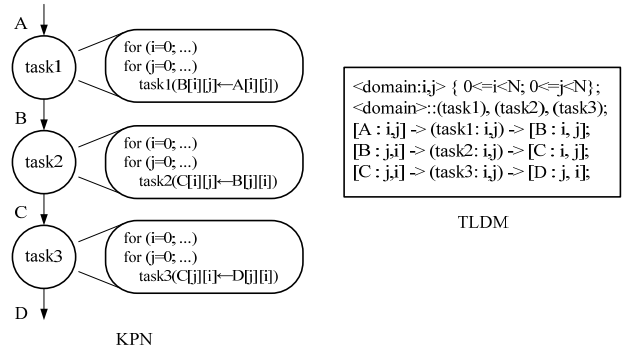 A
task1
for (i=0; ...)
for (j=0; ...)
task1(B[i][j]←A[i][j])
B
task2
for (i=0; ...)
for (j=0; ...)
task2(C[i][j]←B[j][i])
C
task3
for (i=0; ...)
for (j=0; ...)
task3(C[j][i]←D[j][i])
D
KPN
<domain:i,j> { 0<=i<N; 0<=j<N};
<domain>::(task1), (task2), (task3);
[A : i,j] -> (task1: i,j) -> [B : i, j];
[B : j,i] -> (task2: i,j) -> [C : i, j];
[C : j,i] -> (task3: i,j) -> [D : j, i];
TLDM